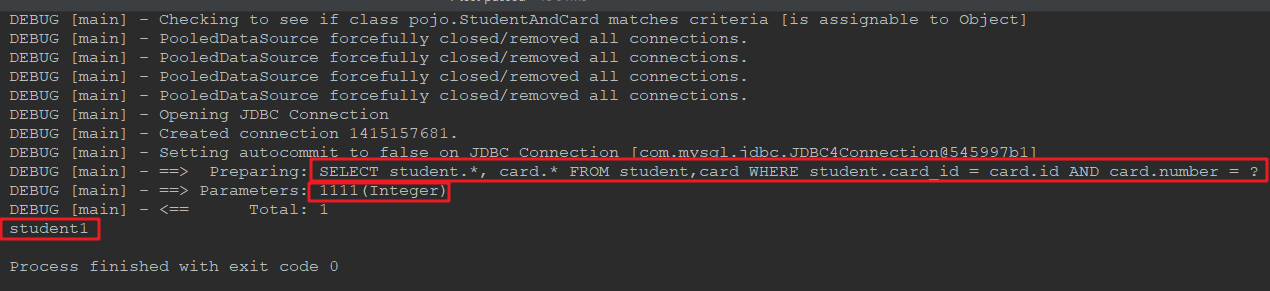 DEBUG [main] - Checking to see if class pojo.StudentAndCard matches criteria [is assignable to Object]
DEBUG [main] - PooledDataSource forcefully closed/removed all connections.
DEBUG [main] - PooledDataSource forcefully closed/removed all connections.
DEBUG [main] - PooledDataSource forcefully closed/removed all connections.
DEBUG [main] - PooledDataSource forcefully closed/removed all connections.
DEBUG [main] - Opening JDBC Connection
DEBUG [main] - Created connection 1415157681.
DEBUG [main] - Setting autocommit to false on JDBC Connection [com.mysql.jdbc.JDBC4Connection@545997b1]
DEBUG [main] - ==>  Preparing: SELECT student.*, card.* FROM student,card WHERE student.card_id = card.id AND card.number = ?
DEBUG [main] - ==> Parameters: 1111(Integer)
DEBUG [main] - <==      Total: 1
student1
Process finished with exit code 0